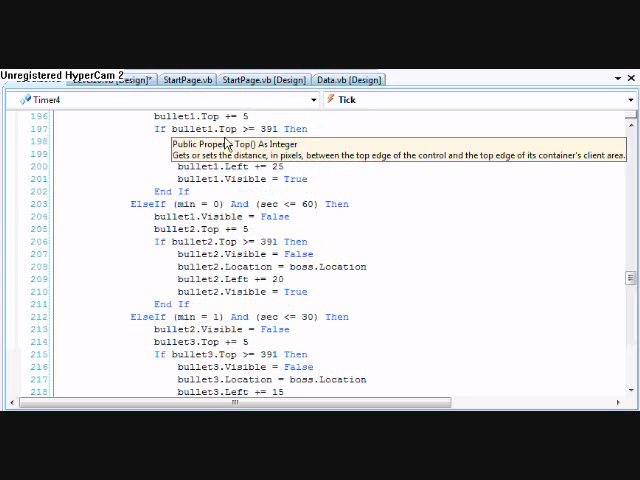 Unregistered HyperCam 2
[Design]* StartPage.vb StartPage.vb [Design] Data.vb [Design]
Timer4 Tick
196 bullet1.Top += 5
197 If bullet1.Top >= 391 Then
198 Public Property Top() As Integer
199 Gets or sets the distance, in pixels, between the top edge of the control and the top edge of its container's client area.
200 bullet1.Left += 25
201 bullet1.Visible = True
202 End If
203 ElseIf (min = 0) And (sec <= 60) Then
204 bullet1.Visible = False
205 bullet2.Top += 5
206 If bullet2.Top >= 391 Then
207 bullet2.Visible = False
208 bullet2.Location = boss.Location
209 bullet2.Left += 20
210 bullet2.Visible = True
211 End If
212 ElseIf (min = 1) And (sec <= 30) Then
213 bullet2.Visible = False
214 bullet3.Top += 5
215 If bullet3.Top >= 391 Then
216 bullet3.Visible = False
217 bullet3.Location = boss.Location
218 bullet3.Left += 15